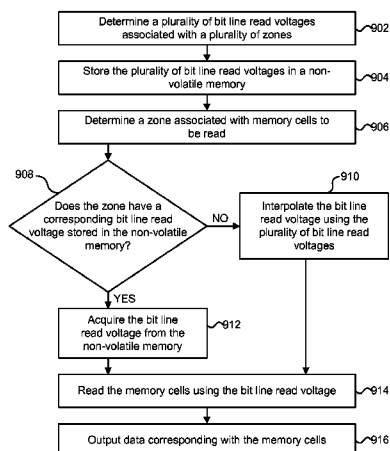 Determine a plurality of bit line read voltages
associated with a plurality of zones
902
Store the plurality of bit line read voltages in a non-
volatile memory
904
Determine a zone associated with memory cells to
be read
906
908
Does the zone have a
corresponding bit line read
voltage stored in the non-volatile
memory?
NO
910
Interpolate the bit line
read voltage using the
plurality of bit line read
voltages
YES
Acquire the bit line
read voltage from the
non-volatile memory
912
Read the memory cells using the bit line read voltage
914
Output data corresponding with the memory cells
916